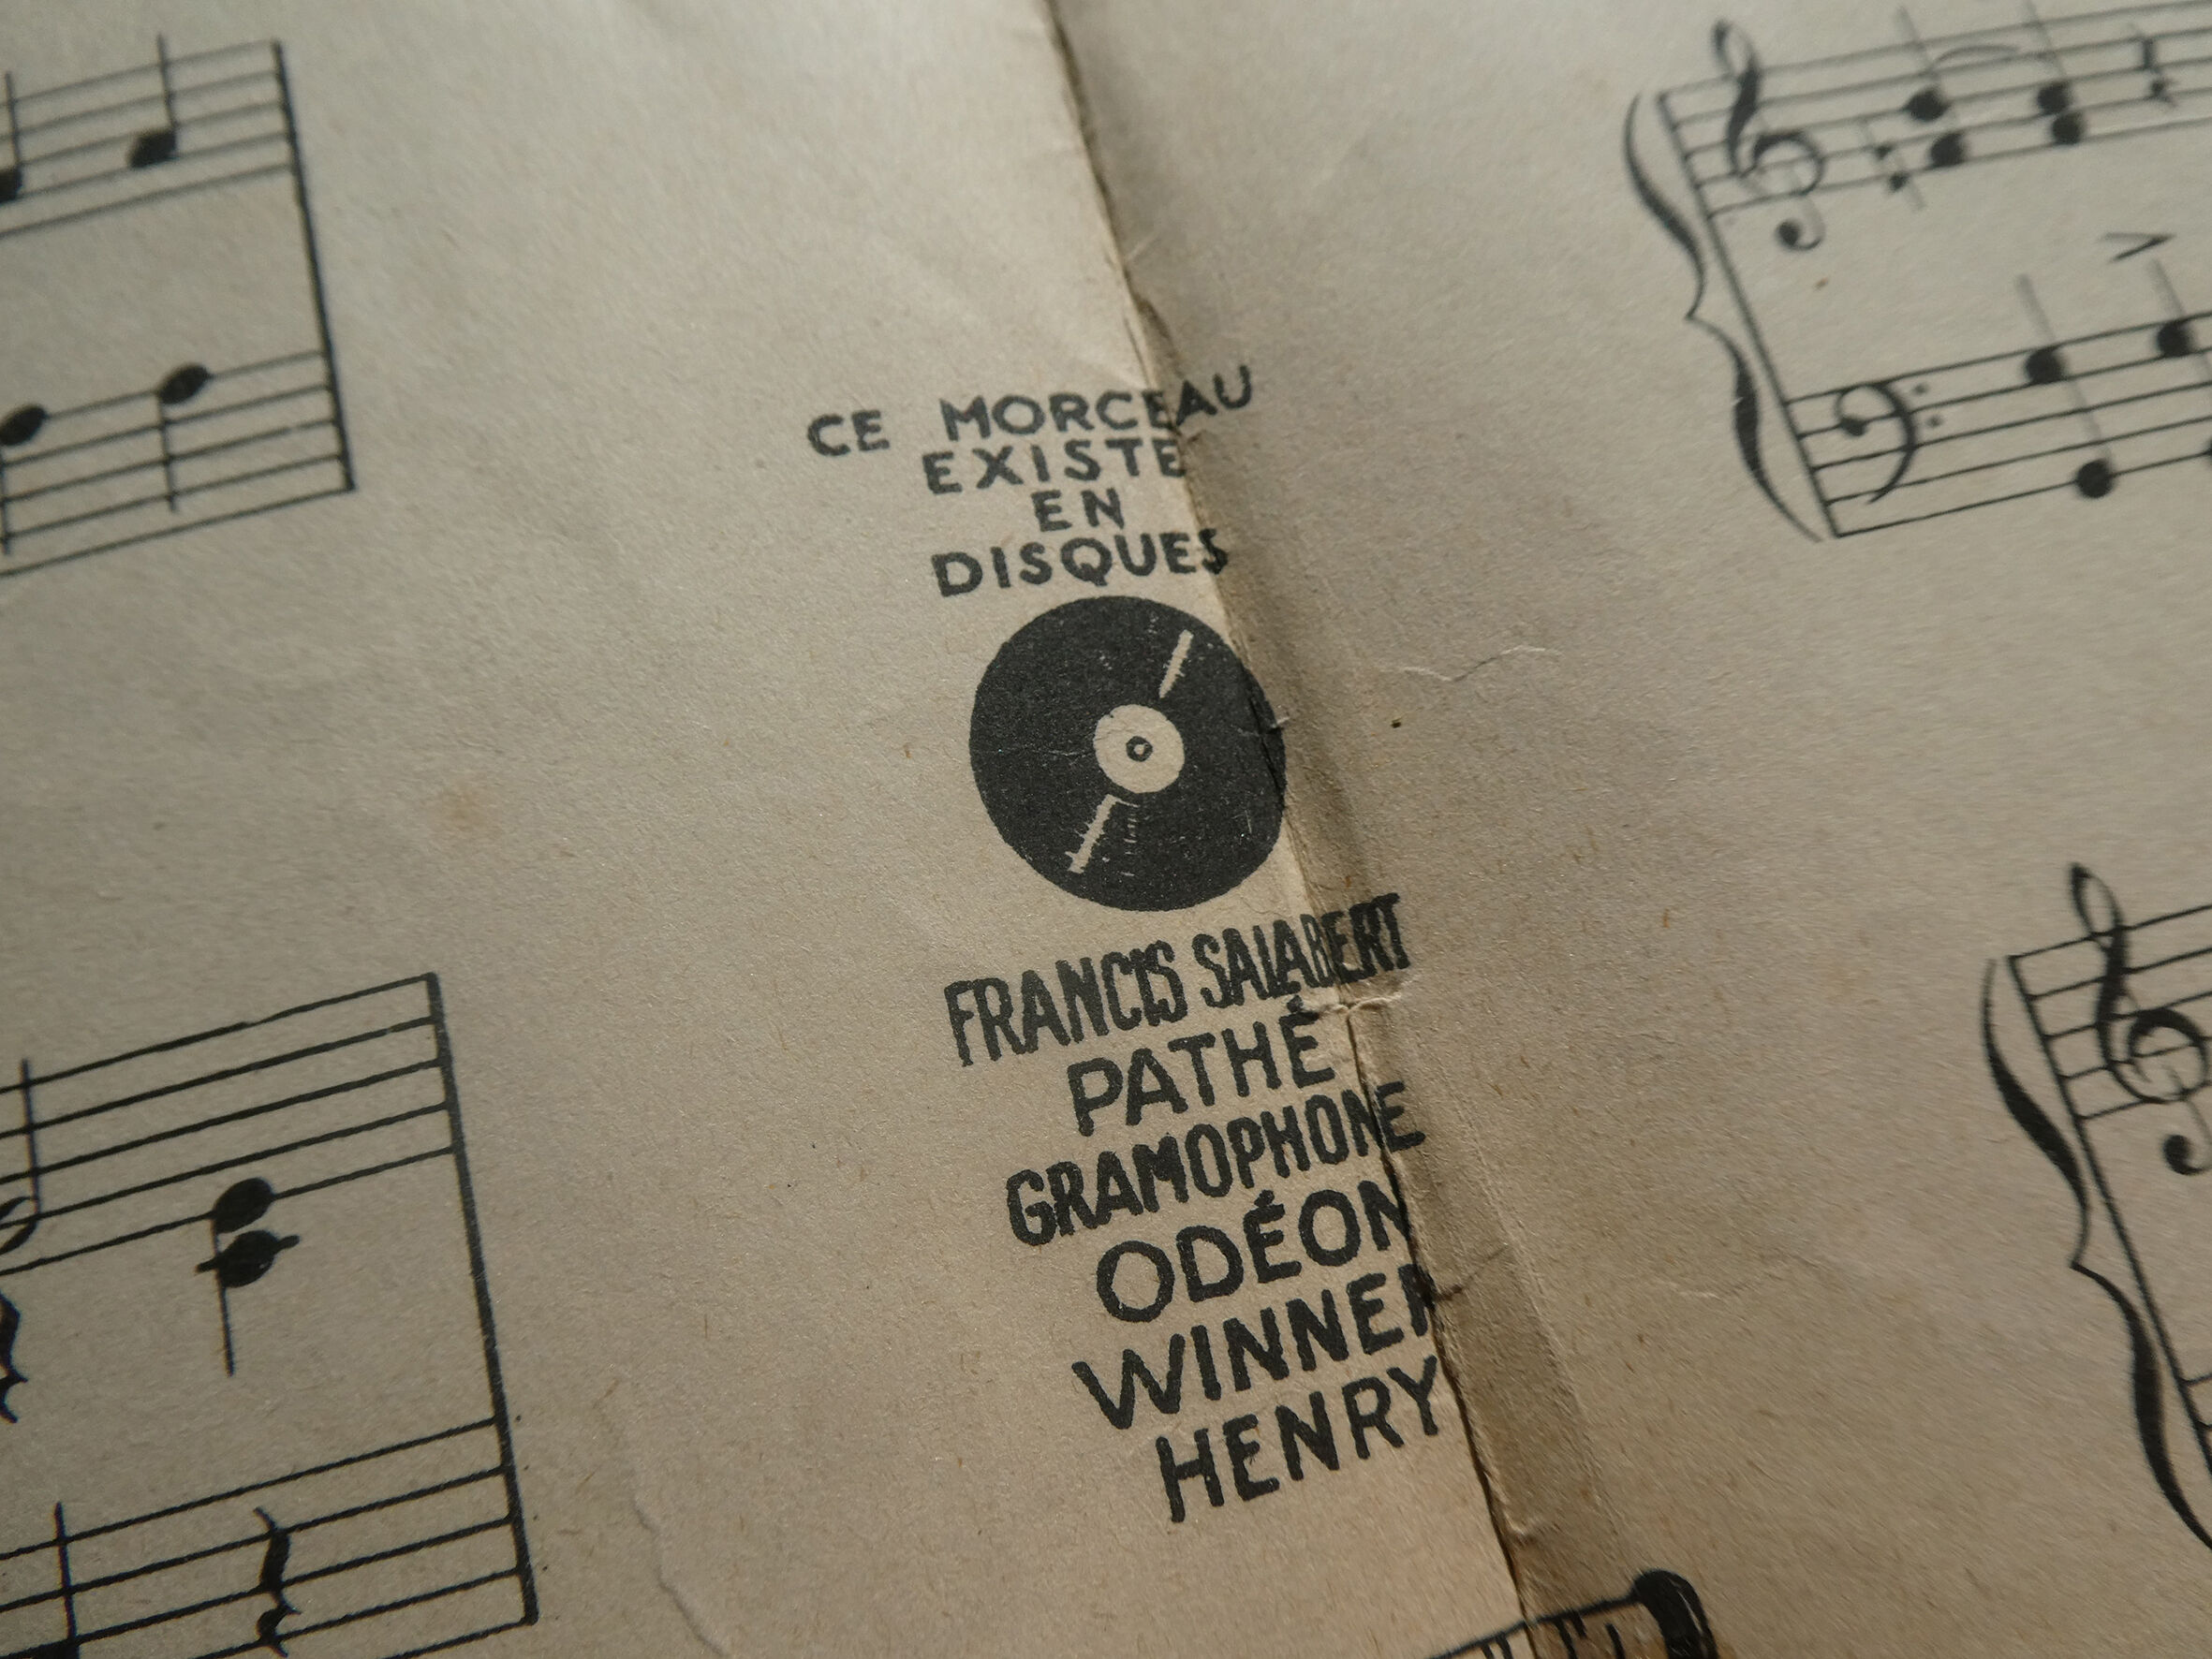 CE MORCEAU
EXISTE
EN
DISQUES
FRANCIS SALABERT
PATHÉ
GRAMOPHONE
ODÉON
WINNER
HENRY